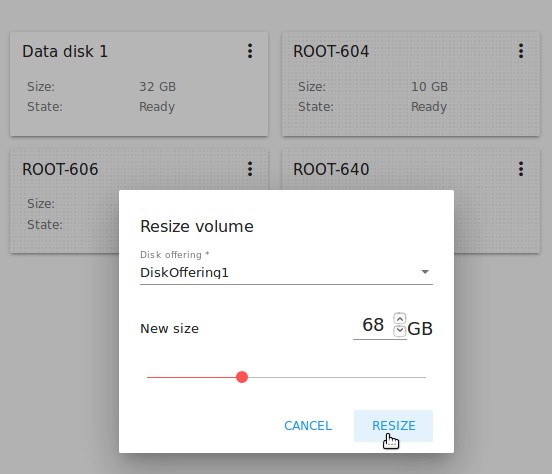 Data disk 1
Size: 32 GB
State: Ready
ROOT-604
Size: 10 GB
State: Ready
ROOT-606
Size:
State:
ROOT-640
Resize volume
Disk offering *
DiskOffering1
New size 68 GB
CANCEL RESIZE